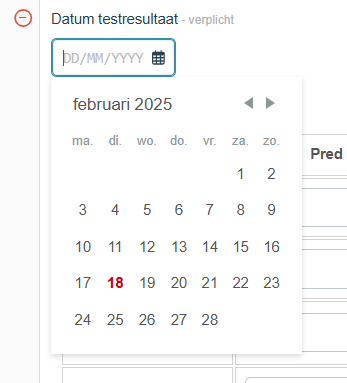 Datum testresultaat - verplicht
DD/MM/YYYY
februari 2025
ma. di. wo. do. vr. za. zo.
1 2
3 4 5 6 7 8 9
10 11 12 13 14 15 16
17 18 19 20 21 22 23
24 25 26 27 28
Pred